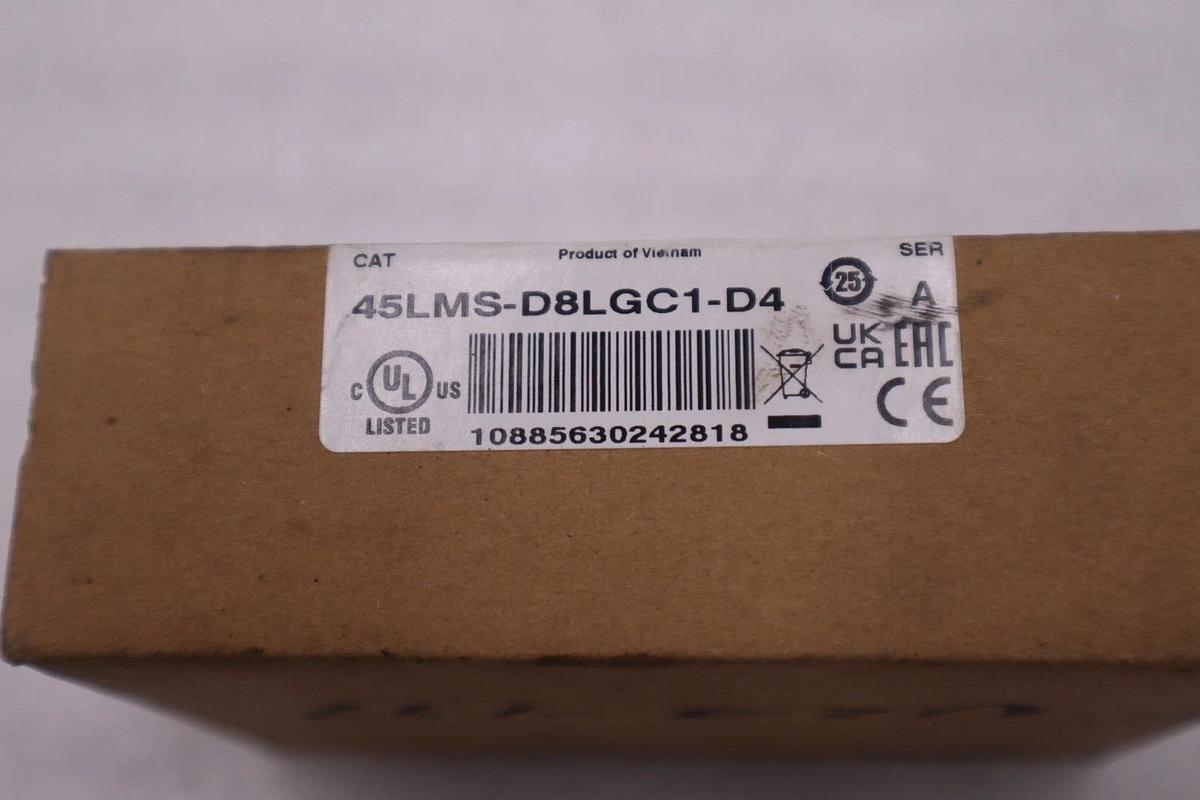 CAT
Product of Vietnam
SER
45LMS-D8LGC1-D4
25
A
C UL US
LISTED
UK
CA
EAC
CE
10885630242818